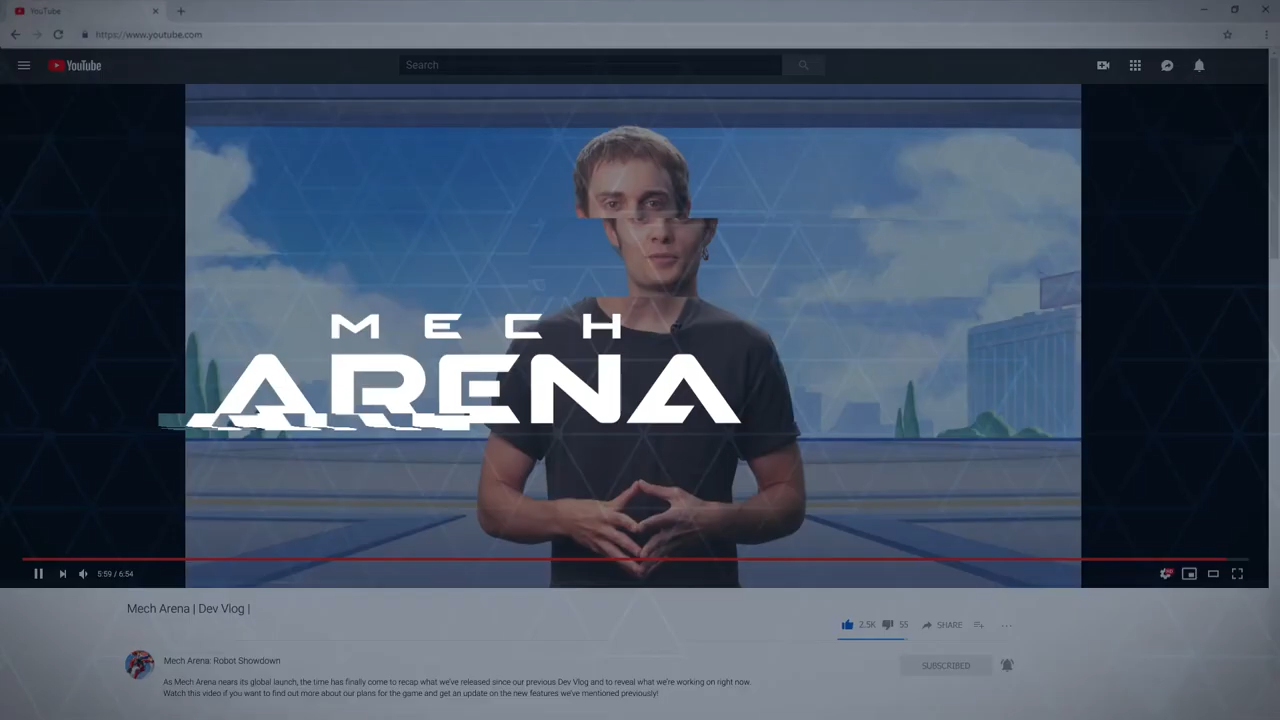 YouTube
https://www.youtube.com
YouTube
Search
MECH
ARENA
5:59 / 6:54
HD
Mech Arena | Dev Vlog |
2.5K 55 SHARE
Mech Arena: Robot Showdown
SUBSCRIBED
As Mech Arena nears its global launch, the time has finally come to recap what we've released since our previous Dev Vlog and to reveal what we're working on right now.
Watch this video if you want to find out more about our plans for the game and get an update on the new features we've mentioned previously!